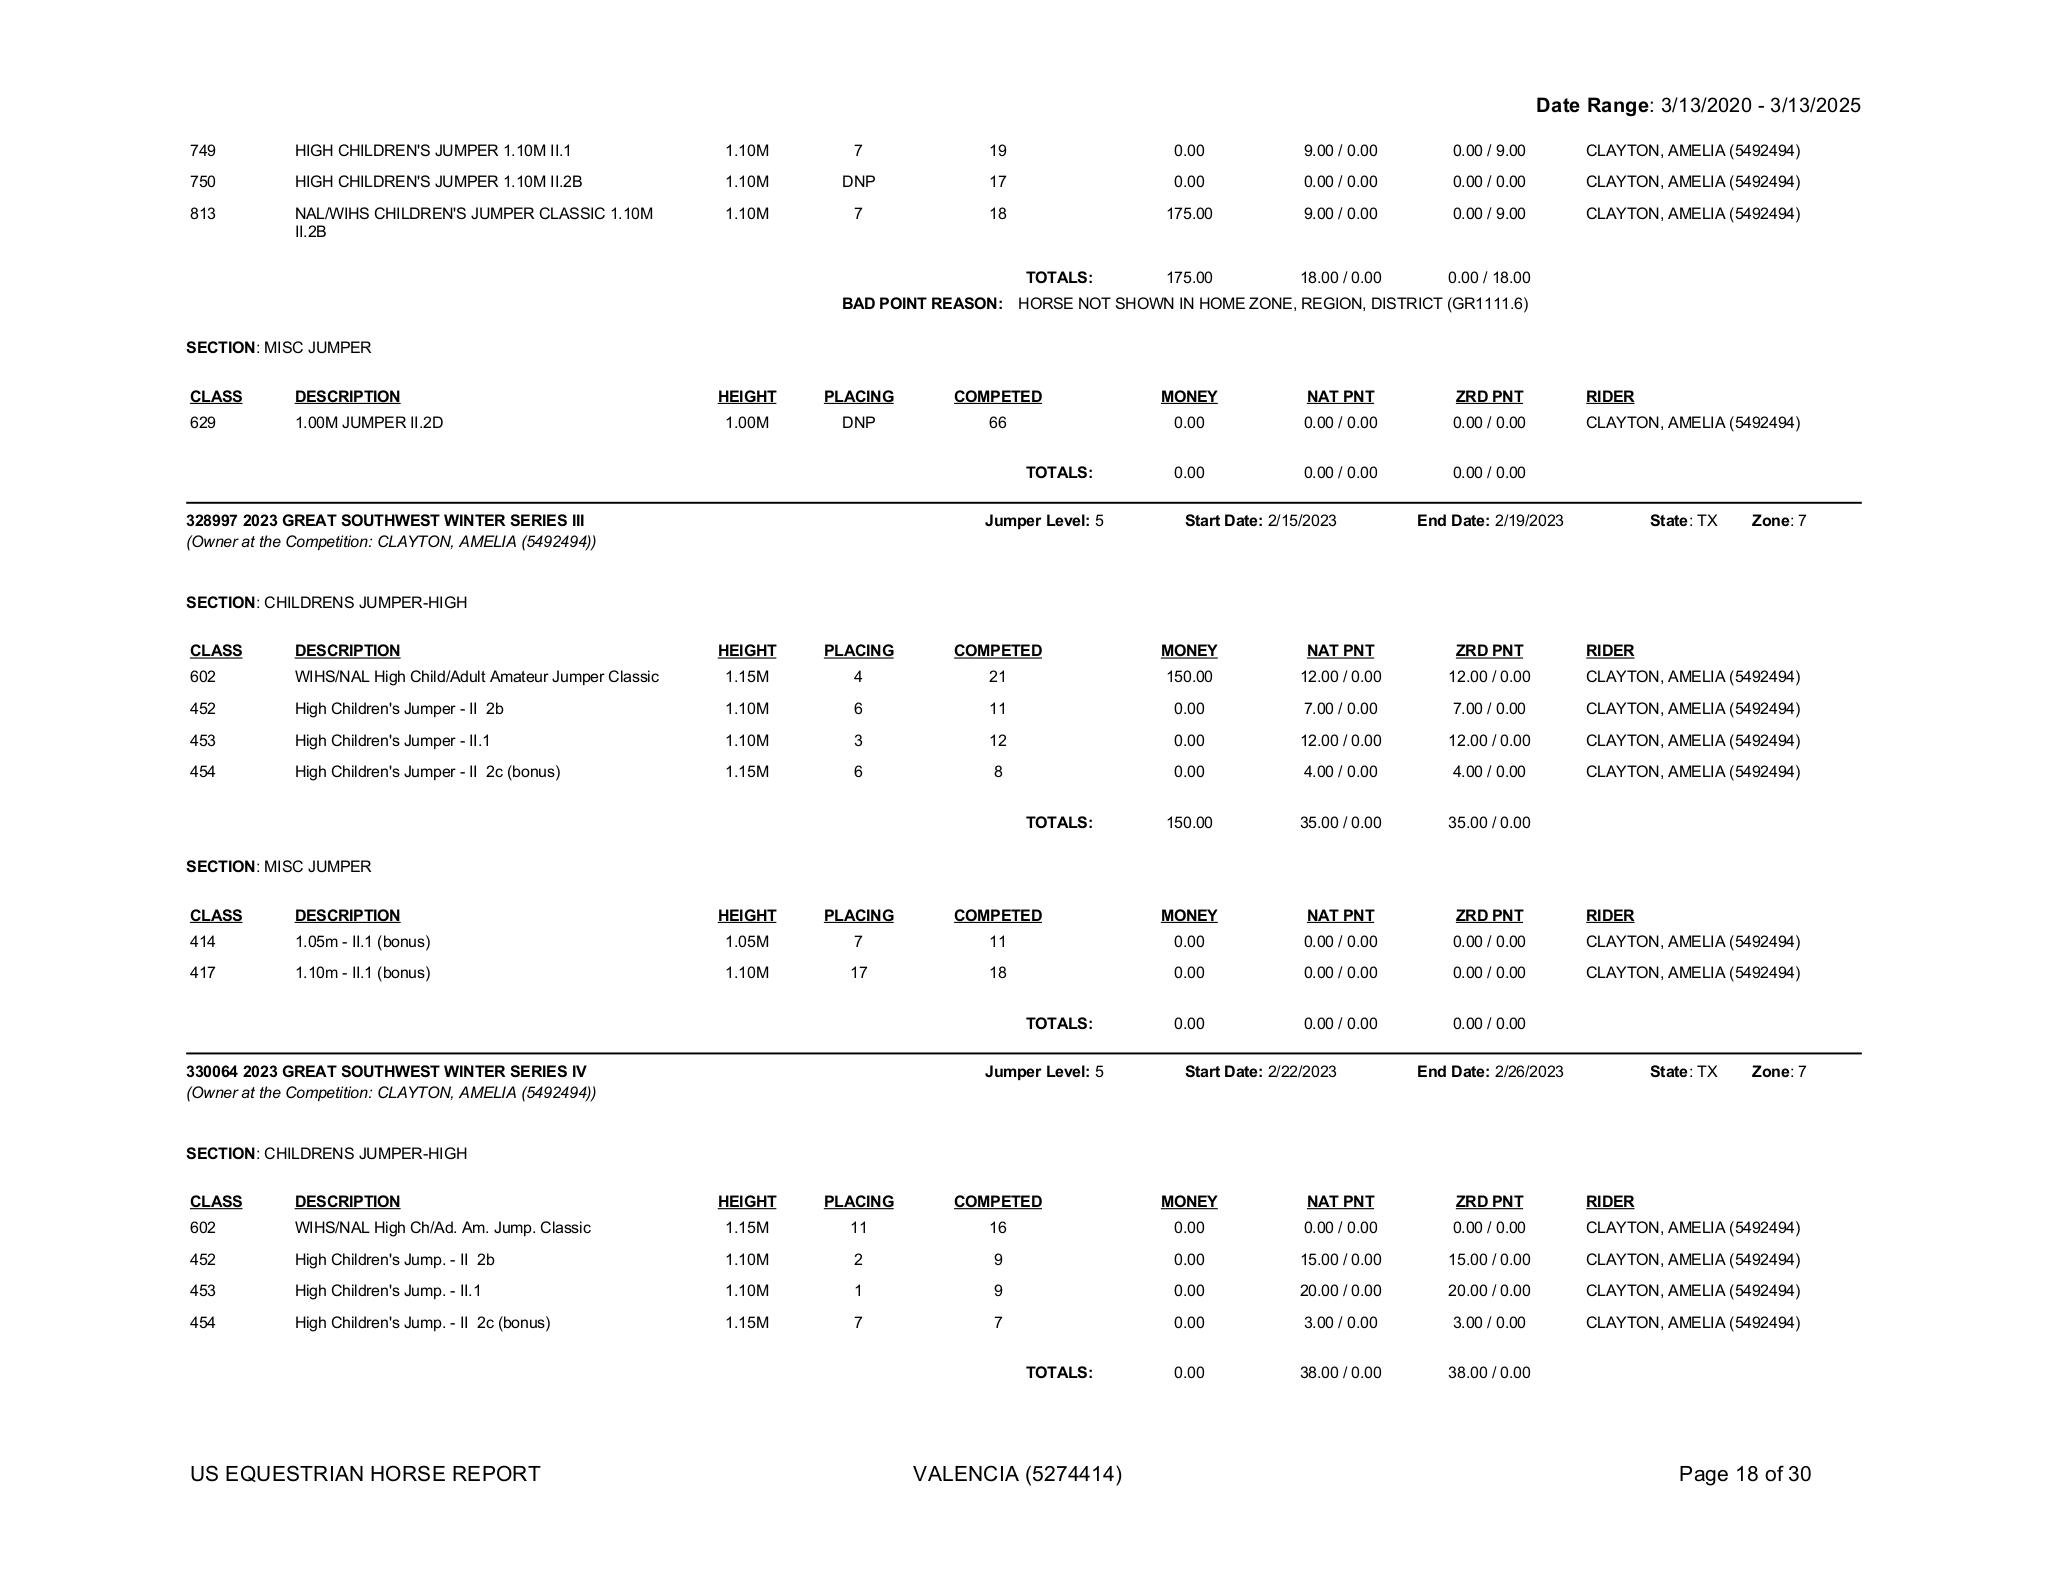 Date Range: 3/13/2020 - 3/13/2025
749 HIGH CHILDREN'S JUMPER 1.10M II.1 1.10M 7 19 0.00 9.00 / 0.00 0.00 / 9.00 CLAYTON, AMELIA (5492494)
750 HIGH CHILDREN'S JUMPER 1.10M II.2B 1.10M DNP 17 0.00 0.00 / 0.00 0.00 / 0.00 CLAYTON, AMELIA (5492494)
813 NAL/WIHS CHILDREN'S JUMPER CLASSIC 1.10M 1.10M 7 18 175.00 9.00 / 0.00 0.00 / 9.00 CLAYTON, AMELIA (5492494)
II.2B
TOTALS: 175.00 18.00 / 0.00 0.00 / 18.00
BAD POINT REASON: HORSE NOT SHOWN IN HOME ZONE, REGION, DISTRICT (GR1111.6)
SECTION: MISC JUMPER
CLASS DESCRIPTION HEIGHT PLACING COMPETED MONEY NAT PNT ZRD PNT RIDER
629 1.00M JUMPER II.2D 1.00M DNP 66 0.00 0.00 / 0.00 0.00 / 0.00 CLAYTON, AMELIA (5492494)
TOTALS: 0.00 0.00 / 0.00 0.00 / 0.00
328997 2023 GREAT SOUTHWEST WINTER SERIES III Jumper Level: 5 Start Date: 2/15/2023 End Date: 2/19/2023 State: TX Zone: 7
(Owner at the Competition: CLAYTON, AMELIA (5492494))
SECTION: CHILDRENS JUMPER-HIGH
CLASS DESCRIPTION HEIGHT PLACING COMPETED MONEY NAT PNT ZRD PNT RIDER
602 WIHS/NAL High Child/Adult Amateur Jumper Classic 1.15M 4 21 150.00 12.00 / 0.00 12.00 / 0.00 CLAYTON, AMELIA (5492494)
452 High Children's Jumper - II 2b 1.10M 6 11 0.00 7.00 / 0.00 7.00 / 0.00 CLAYTON, AMELIA (5492494)
453 High Children's Jumper - II.1 1.10M 3 12 0.00 12.00 / 0.00 12.00 / 0.00 CLAYTON, AMELIA (5492494)
454 High Children's Jumper - II 2c (bonus) 1.15M 6 8 0.00 4.00 / 0.00 4.00 / 0.00 CLAYTON, AMELIA (5492494)
TOTALS: 150.00 35.00 / 0.00 35.00 / 0.00
SECTION: MISC JUMPER
CLASS DESCRIPTION HEIGHT PLACING COMPETED MONEY NAT PNT ZRD PNT RIDER
414 1.05m - II.1 (bonus) 1.05M 7 11 0.00 0.00 / 0.00 0.00 / 0.00 CLAYTON, AMELIA (5492494)
417 1.10m - II.1 (bonus) 1.10M 17 18 0.00 0.00 / 0.00 0.00 / 0.00 CLAYTON, AMELIA (5492494)
TOTALS: 0.00 0.00 / 0.00 0.00 / 0.00
330064 2023 GREAT SOUTHWEST WINTER SERIES IV Jumper Level: 5 Start Date: 2/22/2023 End Date: 2/26/2023 State: TX Zone: 7
(Owner at the Competition: CLAYTON, AMELIA (5492494))
SECTION: CHILDRENS JUMPER-HIGH
CLASS DESCRIPTION HEIGHT PLACING COMPETED MONEY NAT PNT ZRD PNT RIDER
602 WIHS/NAL High Ch/Ad. Am. Jump. Classic 1.15M 11 16 0.00 0.00 / 0.00 0.00 / 0.00 CLAYTON, AMELIA (5492494)
452 High Children's Jump. - II 2b 1.10M 2 9 0.00 15.00 / 0.00 15.00 / 0.00 CLAYTON, AMELIA (5492494)
453 High Children's Jump. - II.1 1.10M 1 9 0.00 20.00 / 0.00 20.00 / 0.00 CLAYTON, AMELIA (5492494)
454 High Children's Jump. - II 2c (bonus) 1.15M 7 7 0.00 3.00 / 0.00 3.00 / 0.00 CLAYTON, AMELIA (5492494)
TOTALS: 0.00 38.00 / 0.00 38.00 / 0.00
US EQUESTRIAN HORSE REPORT VALENCIA (5274414) Page 18 of 30